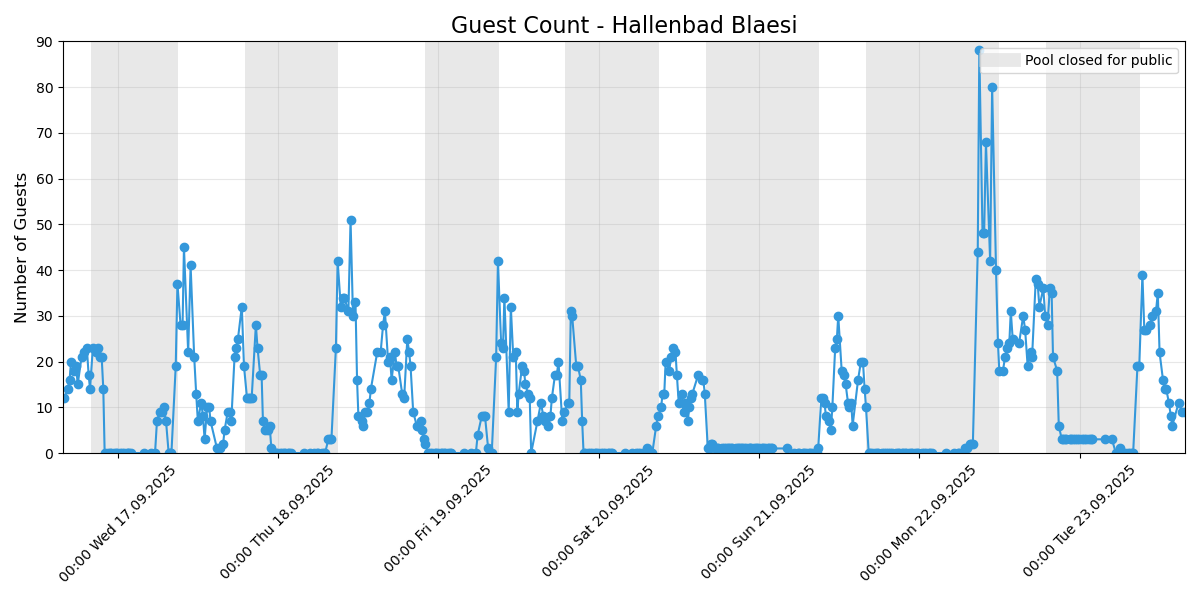 Guest Count - Hallenbad Blaesi
Pool closed for public
Number of Guests
90
80
70
60
50
40
30
20
10
0
00:00 Wed 17.09.2025
00:00 Thu 18.09.2025
00:00 Fri 19.09.2025
00:00 Sat 20.09.2025
00:00 Sun 21.09.2025
00:00 Mon 22.09.2025
00:00 Tue 23.09.2025